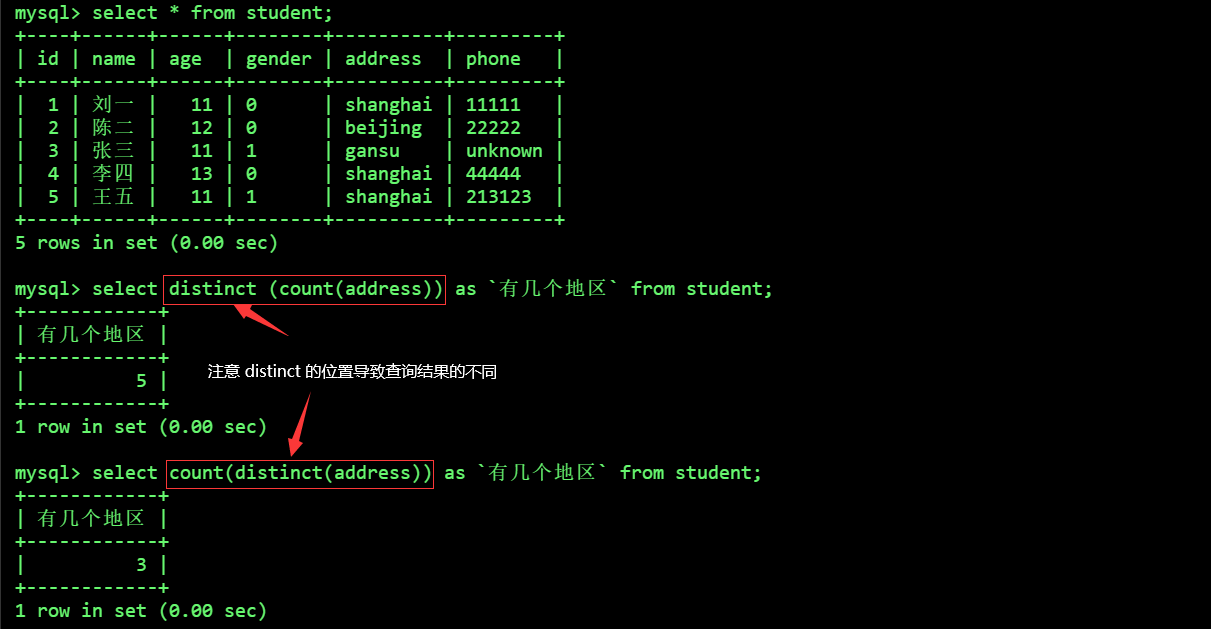 mysql> select * from student;
+----+------+------+--------+----------+---------+
| id | name | age  | gender | address  | phone   |
+----+------+------+--------+----------+---------+
|  1 | 刘一 |   11 | 0      | shanghai | 11111   |
|  2 | 陈二 |   12 | 0      | beijing  | 22222   |
|  3 | 张三 |   11 | 1      | gansu    | unknown |
|  4 | 李四 |   13 | 0      | shanghai | 44444   |
|  5 | 王五 |   11 | 1      | shanghai | 213123  |
+----+------+------+--------+----------+---------+
5 rows in set (0.00 sec)
mysql> select distinct (count(address)) as `有几个地区` from student;
+------------+
| 有几个地区 |
+------------+
|          5 |
+------------+
1 row in set (0.00 sec)
注意 distinct 的位置导致查询结果的不同
mysql> select count(distinct(address)) as `有几个地区` from student;
+------------+
| 有几个地区 |
+------------+
|          3 |
+------------+
1 row in set (0.00 sec)